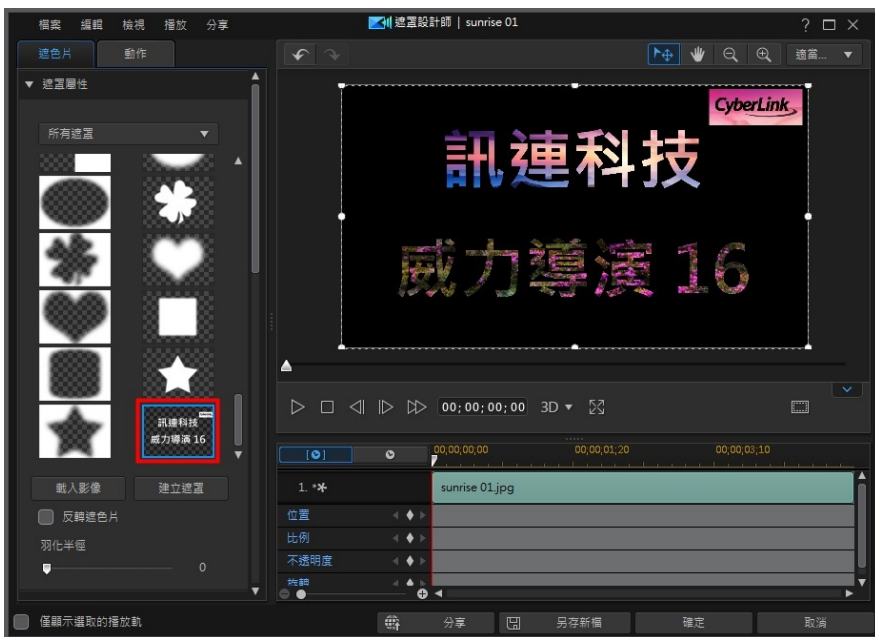 檔案 編輯 檢視 播放 分享
遮罩設計師 | sunrise 01
?
遮色片 動作
適當...
遮罩屬性
所有遮罩
CyberLink
訊連科技
威力導演 16
訊連科技
威力導演 16
載入影像 建立遮罩
反轉遮色片
羽化半徑
0
00;00;00;00 3D
00;00;00;00 00;00;01;20 00;00;03;10
1.
sunrise 01.jpg
位置
比例
不透明度
旋轉
僅顯示選取的播放軌
分享 另存新檔 確定 取消